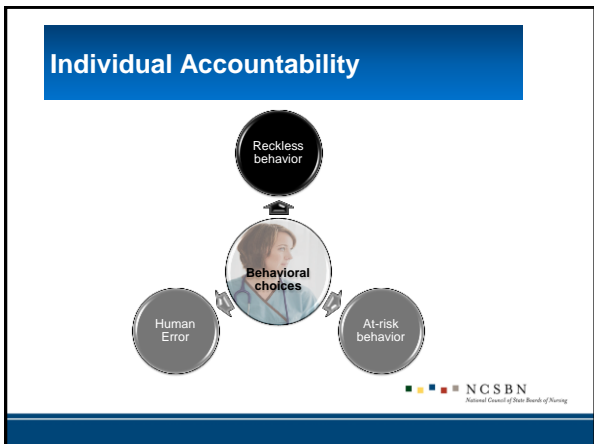 Individual Accountability
Reckless
behavior
Behavioral
choices
Human
Error
At-risk
behavior
NCSBN
National Council of State Boards of Nursing